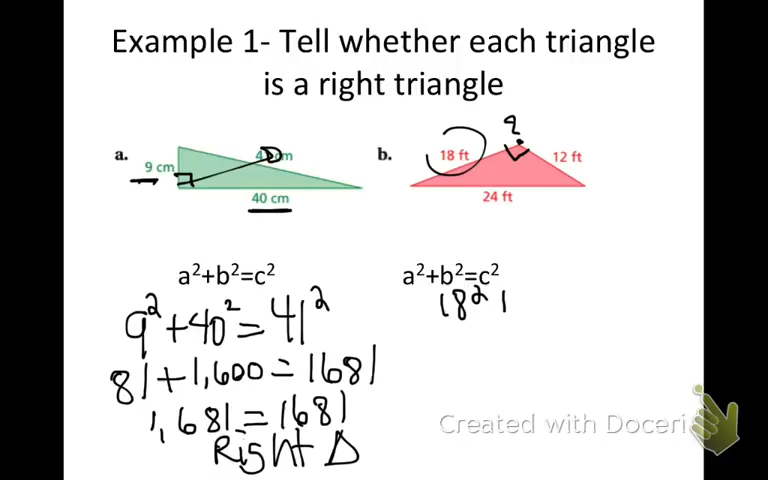 Example 1- Tell whether each triangle
is a right triangle
a.
9 cm
40 cm
b.
?
18 ft
12 ft
24 ft
a²+b²=c²
9²+40²=41²
81+1,600=1681
1,681=1681
Right Δ
a²+b²=c²
18²
Created with Doceri